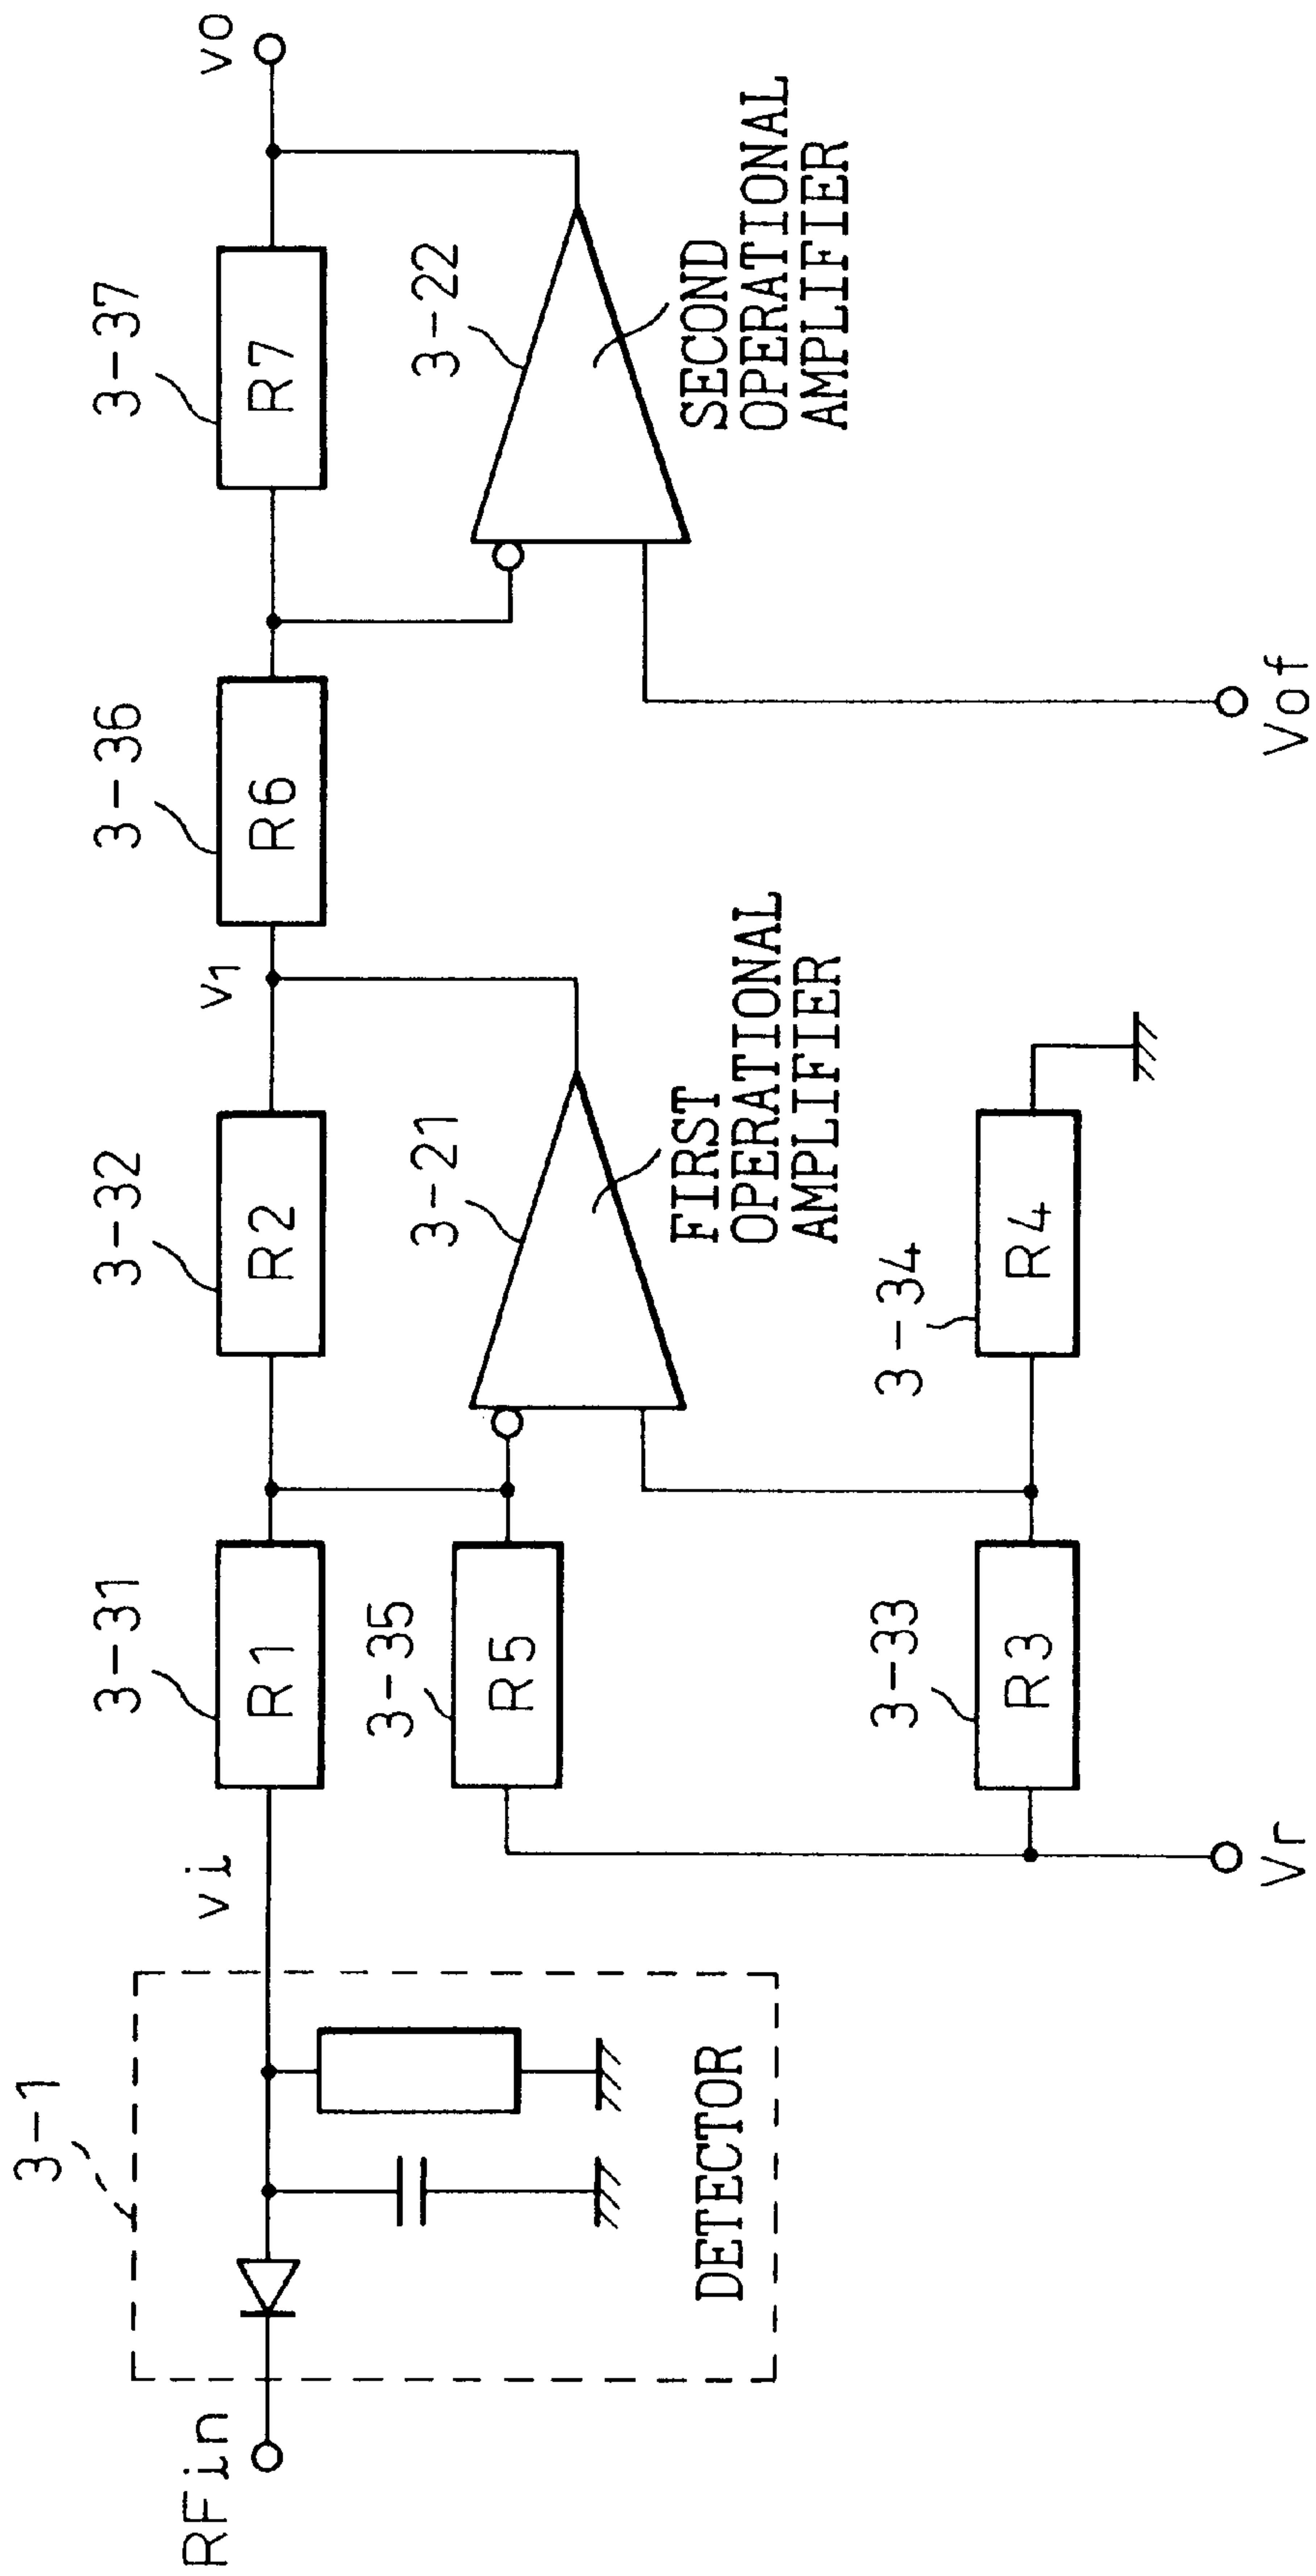 3-1
RFin
DETECTOR
vi
3-31
R1
3-32
R2
v1
3-36
R6
3-37
R7
vo
3-35
R5
3-21
FIRST
OPERATIONAL
AMPLIFIER
3-22
SECOND
OPERATIONAL
AMPLIFIER
3-33
R3
3-34
R4
Vr
Vof